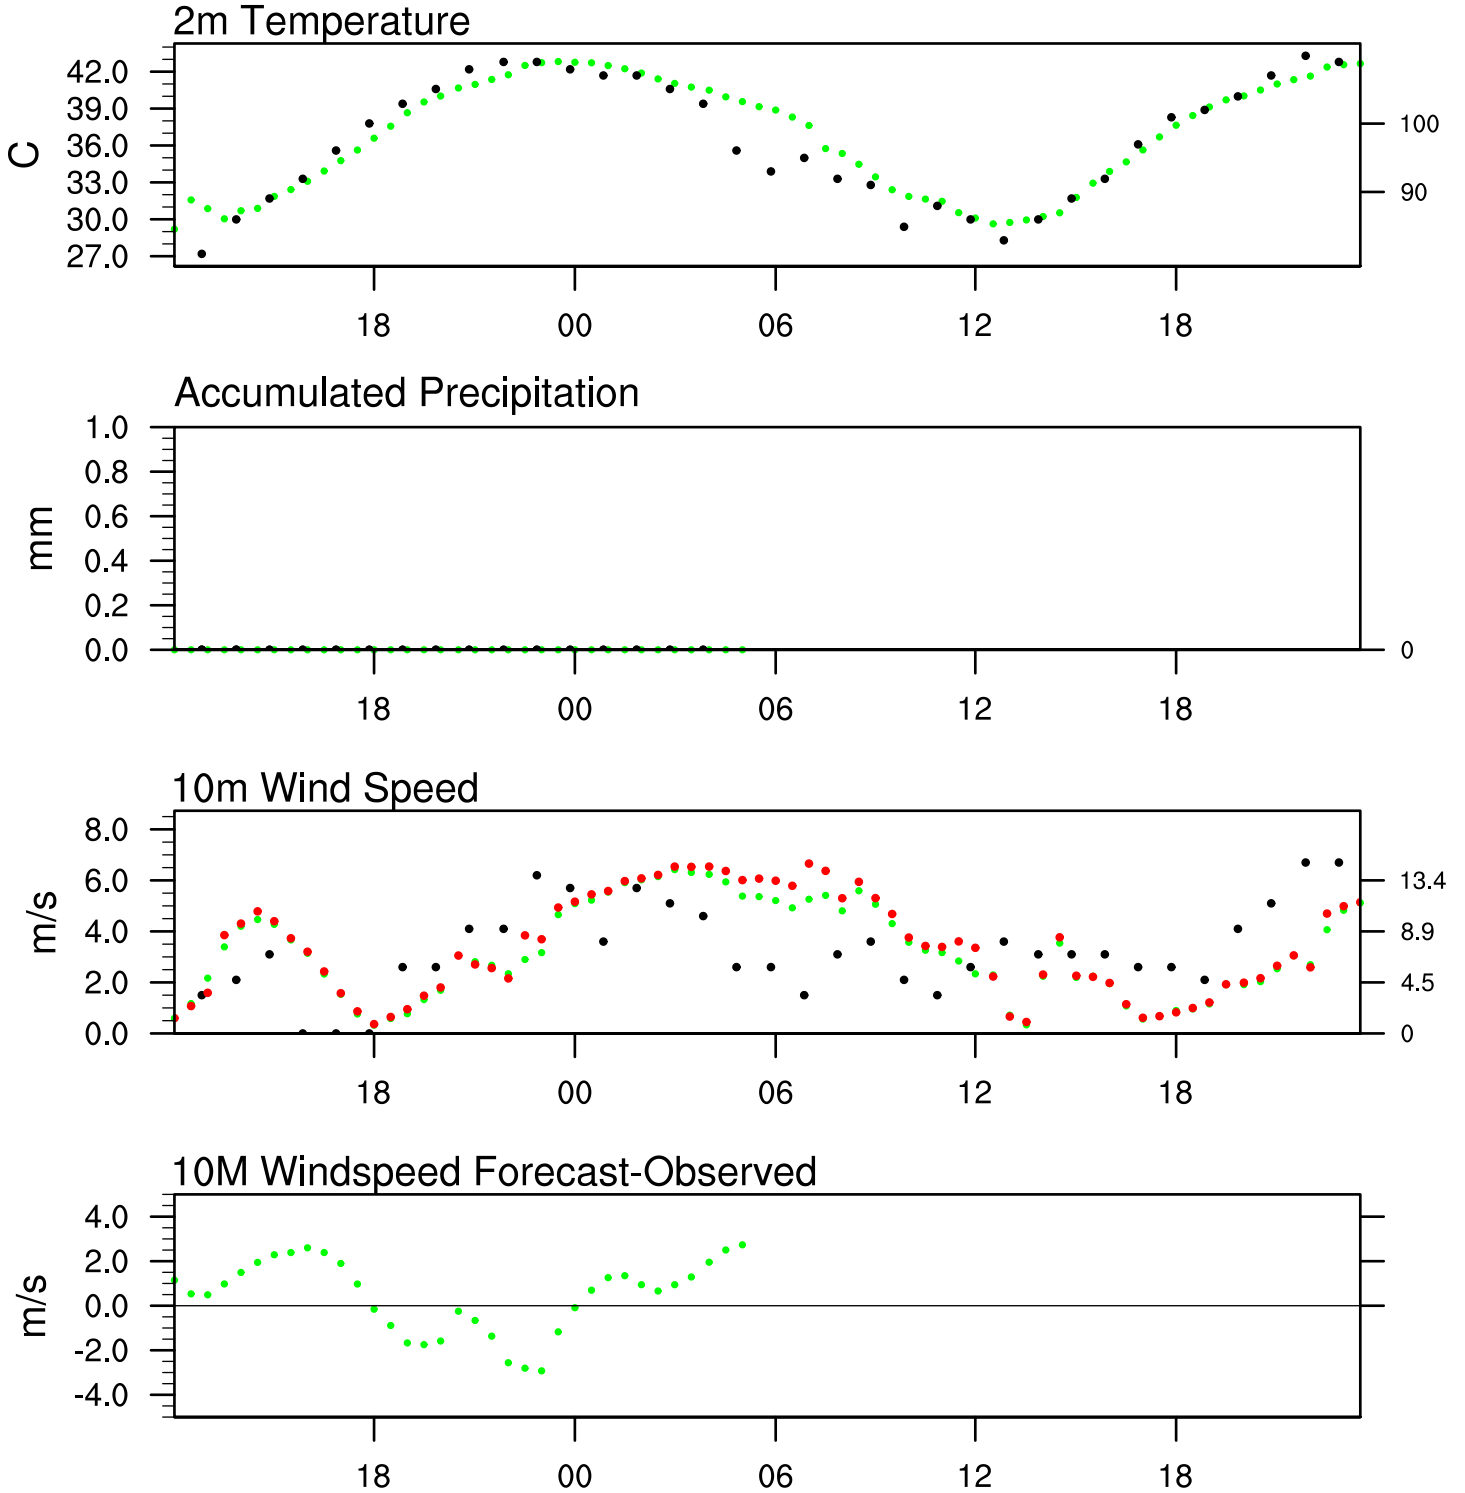 2m Temperature
42.0
39.0
36.0
33.0
30.0
27.0
C
100
90
18 00 06 12 18
Accumulated Precipitation
1.0
0.8
0.6
0.4
0.2
0.0
mm
0
18 00 06 12 18
10m Wind Speed
8.0
6.0
4.0
2.0
0.0
m/s
13.4
8.9
4.5
0
18 00 06 12 18
10M Windspeed Forecast-Observed
4.0
2.0
0.0
-2.0
-4.0
m/s
18 00 06 12 18